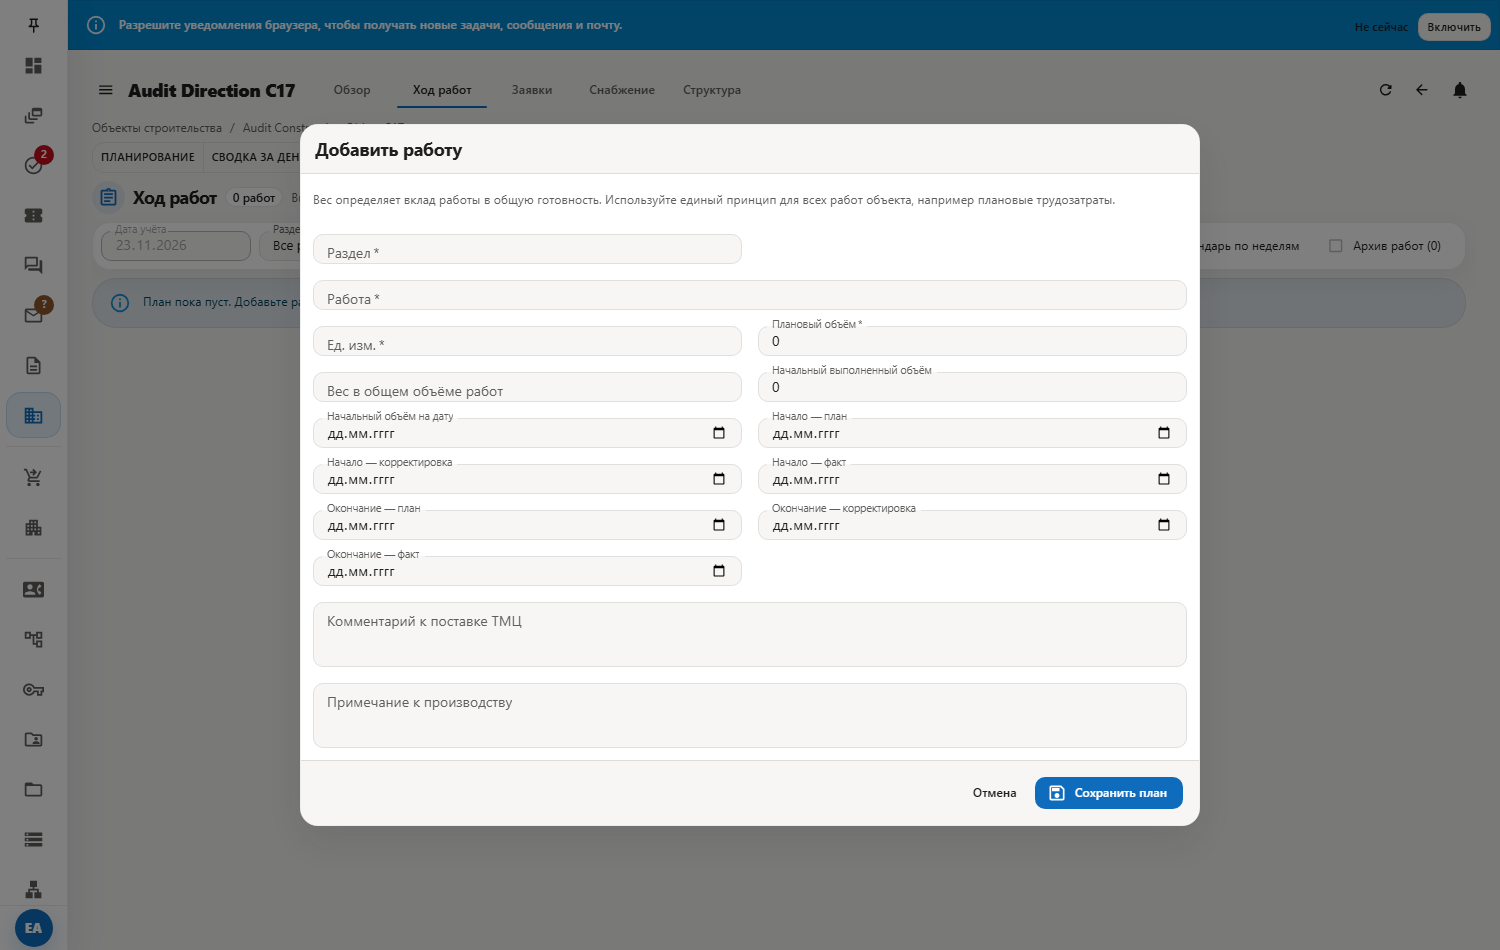 Разрешите уведомления браузера, чтобы получать новые задачи, сообщения и почту.
Не сейчас
Включить
2
?
EA
Audit Direction C17
Обзор
Ход работ
Заявки
Снабжение
Структура
Объекты строительства / Audit Const
ПЛАНИРОВАНИЕ
СВОДКА ЗА ДЕН
Ход работ
0 работ
Дата учёта
23.11.2026
Разде
Все р
ндарь по неделям
Архив работ (0)
План пока пуст. Добавьте ра
Добавить работу
Вес определяет вклад работы в общую готовность. Используйте единый принцип для всех работ объекта, например плановые трудозатраты.
Раздел *
Работа *
Ед. изм. *
Плановый объём *
0
Вес в общем объёме работ
Начальный выполненный объём
0
Начальный объём на дату
дд.мм.гггг
Начало — план
дд.мм.гггг
Начало — корректировка
дд.мм.гггг
Начало — факт
дд.мм.гггг
Окончание — план
дд.мм.гггг
Окончание — корректировка
дд.мм.гггг
Окончание — факт
дд.мм.гггг
Комментарий к поставке ТМЦ
Примечание к производству
Отмена
Сохранить план